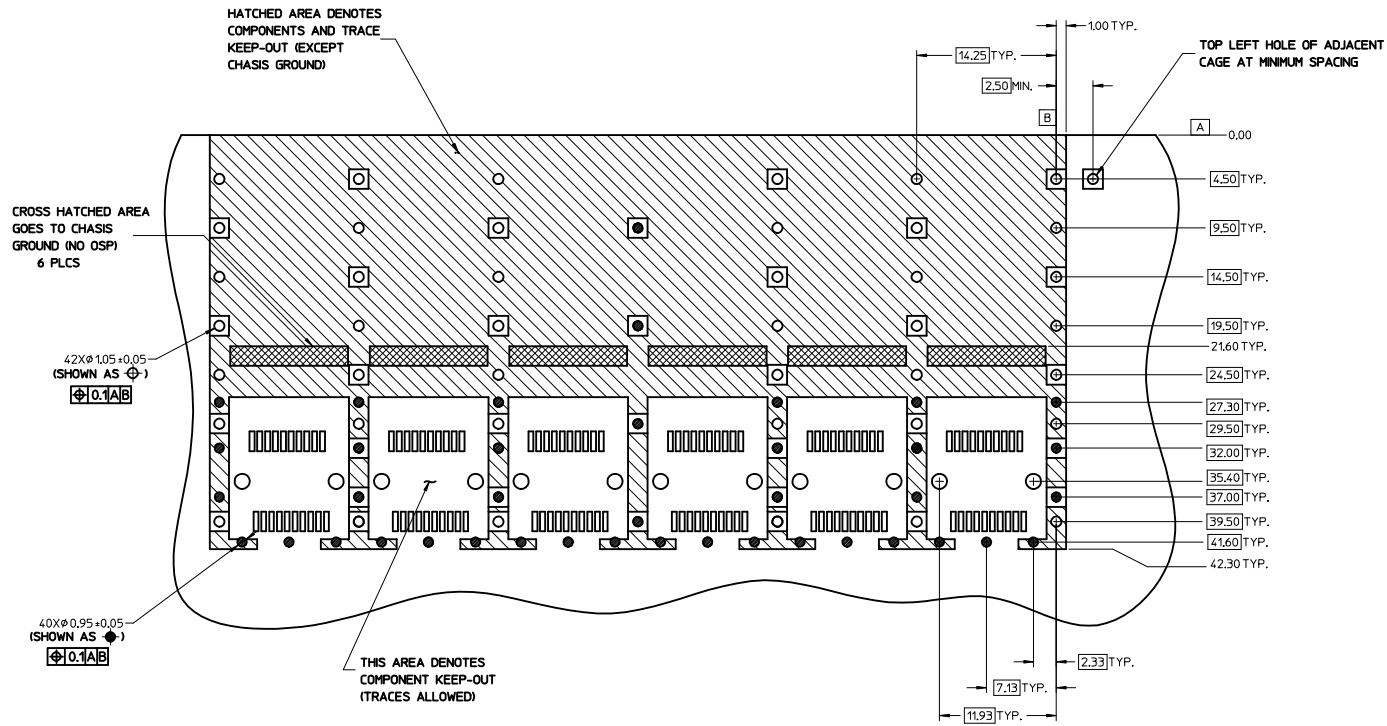 HATCHED AREA DENOTES
COMPONENTS AND TRACE
KEEP-OUT (EXCEPT
CHASIS GROUND)
1.00 TYP.
14.25 TYP.
TOP LEFT HOLE OF ADJACENT
CAGE AT MINIMUM SPACING
2.50 MIN.
B
A
0.00
4.50 TYP.
CROSS HATCHED AREA
GOES TO CHASIS
GROUND (NO OSP)
6 PLCS
9.50 TYP.
14.50 TYP.
19.50 TYP.
21.60 TYP.
42X⌀1.05±0.05
(SHOWN AS ⌖)
⌖ 0.1 A B
24.50 TYP.
27.30 TYP.
29.50 TYP.
32.00 TYP.
35.40 TYP.
37.00 TYP.
39.50 TYP.
41.60 TYP.
42.30 TYP.
40X⌀0.95±0.05
(SHOWN AS ●)
⌖ 0.1 A B
THIS AREA DENOTES
COMPONENT KEEP-OUT
(TRACES ALLOWED)
2.33 TYP.
7.13 TYP.
11.93 TYP.